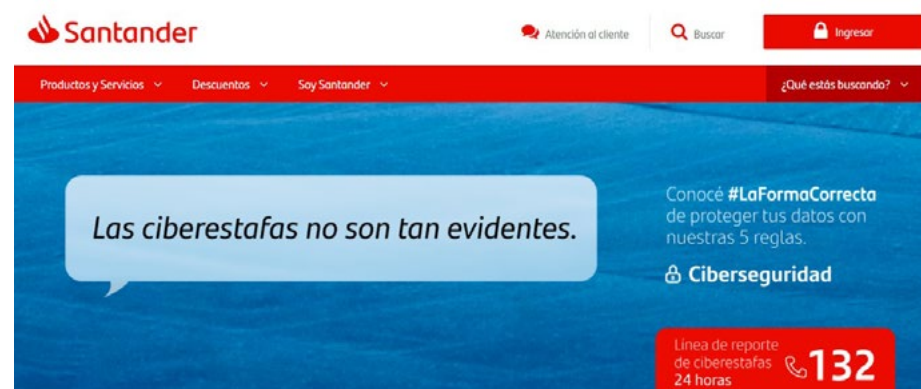 Santander
Atención al cliente
Buscar
Ingresar
Productos y Servicios
Descuentos
Soy Santander
¿Qué estás buscando?
Las ciberestafas no son tan evidentes.
Conocé #LaFormaCorrecta
de proteger tus datos con
nuestras 5 reglas.
Ciberseguridad
Línea de reporte
de ciberestafas
24 horas
132